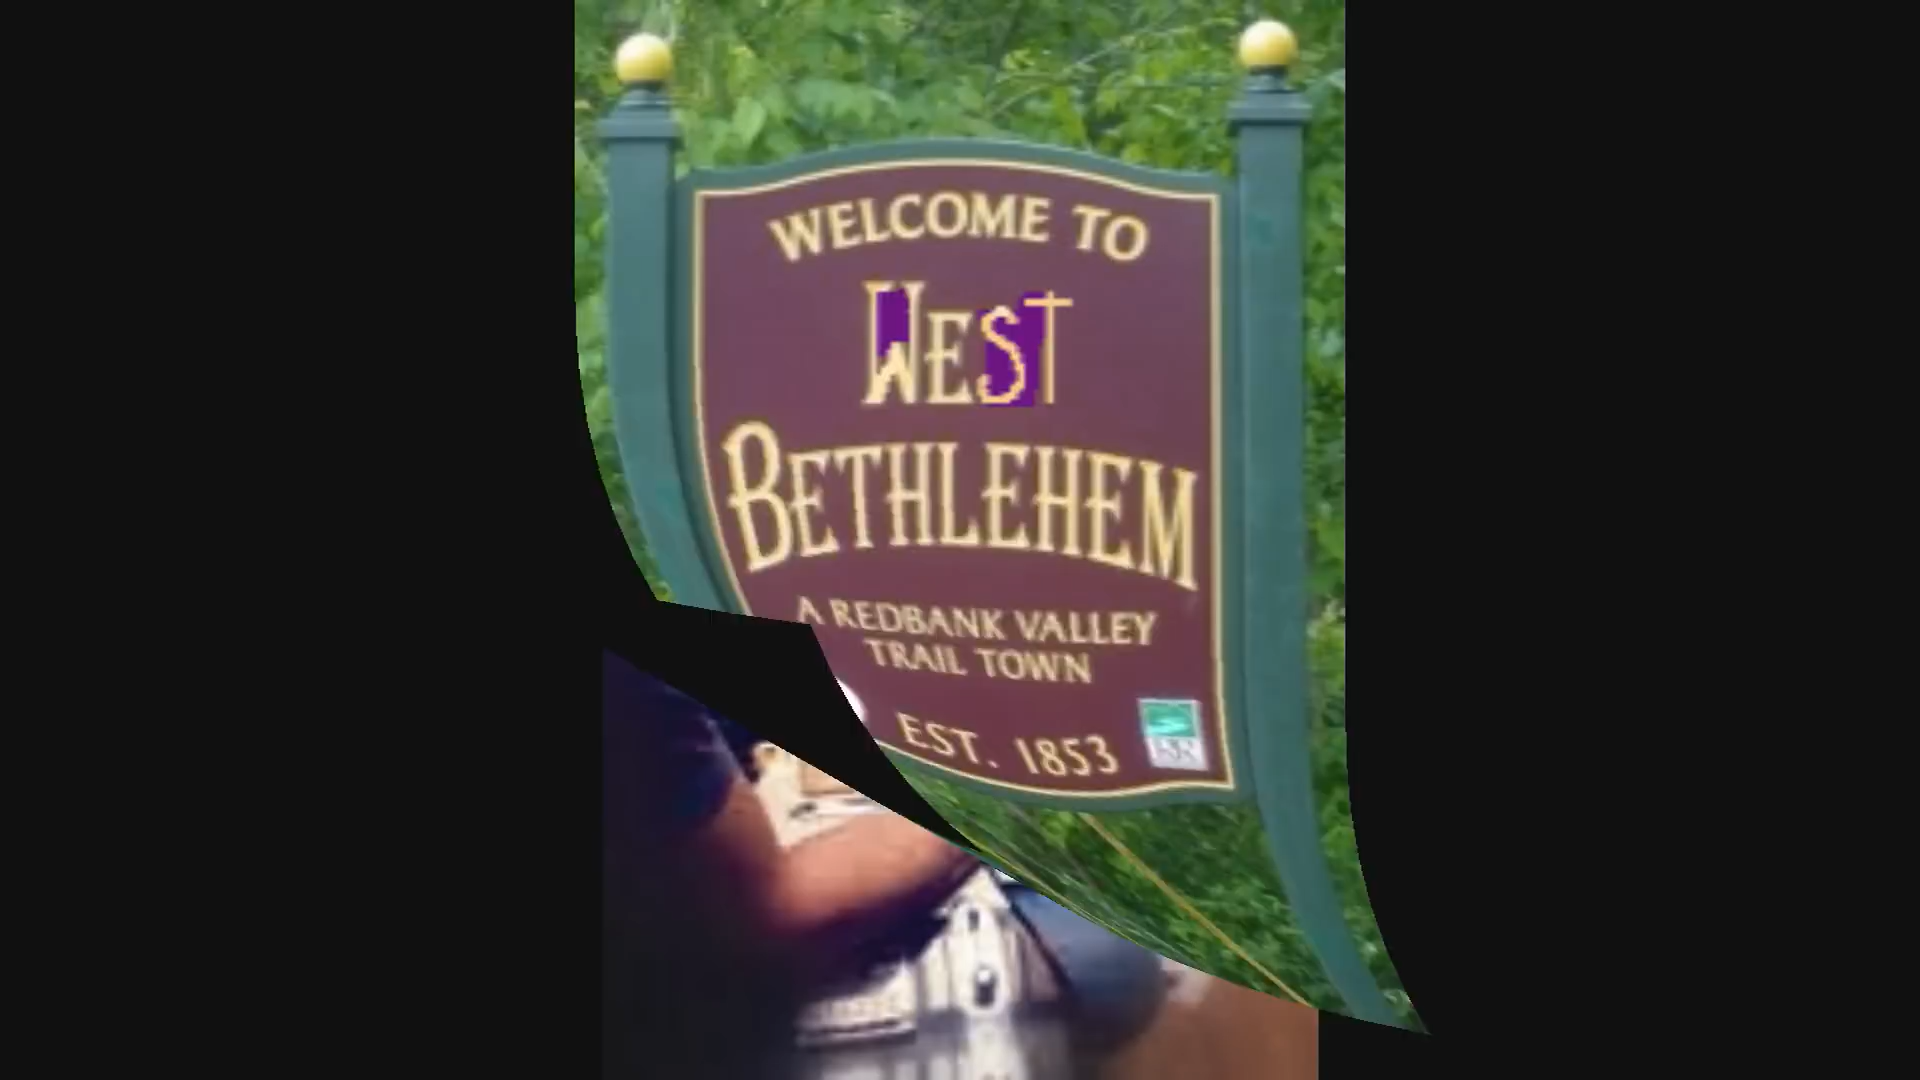 WELCOME TO
WEST
BETHLEHEM
A REDBANK VALLEY
TRAIL TOWN
EST. 1853